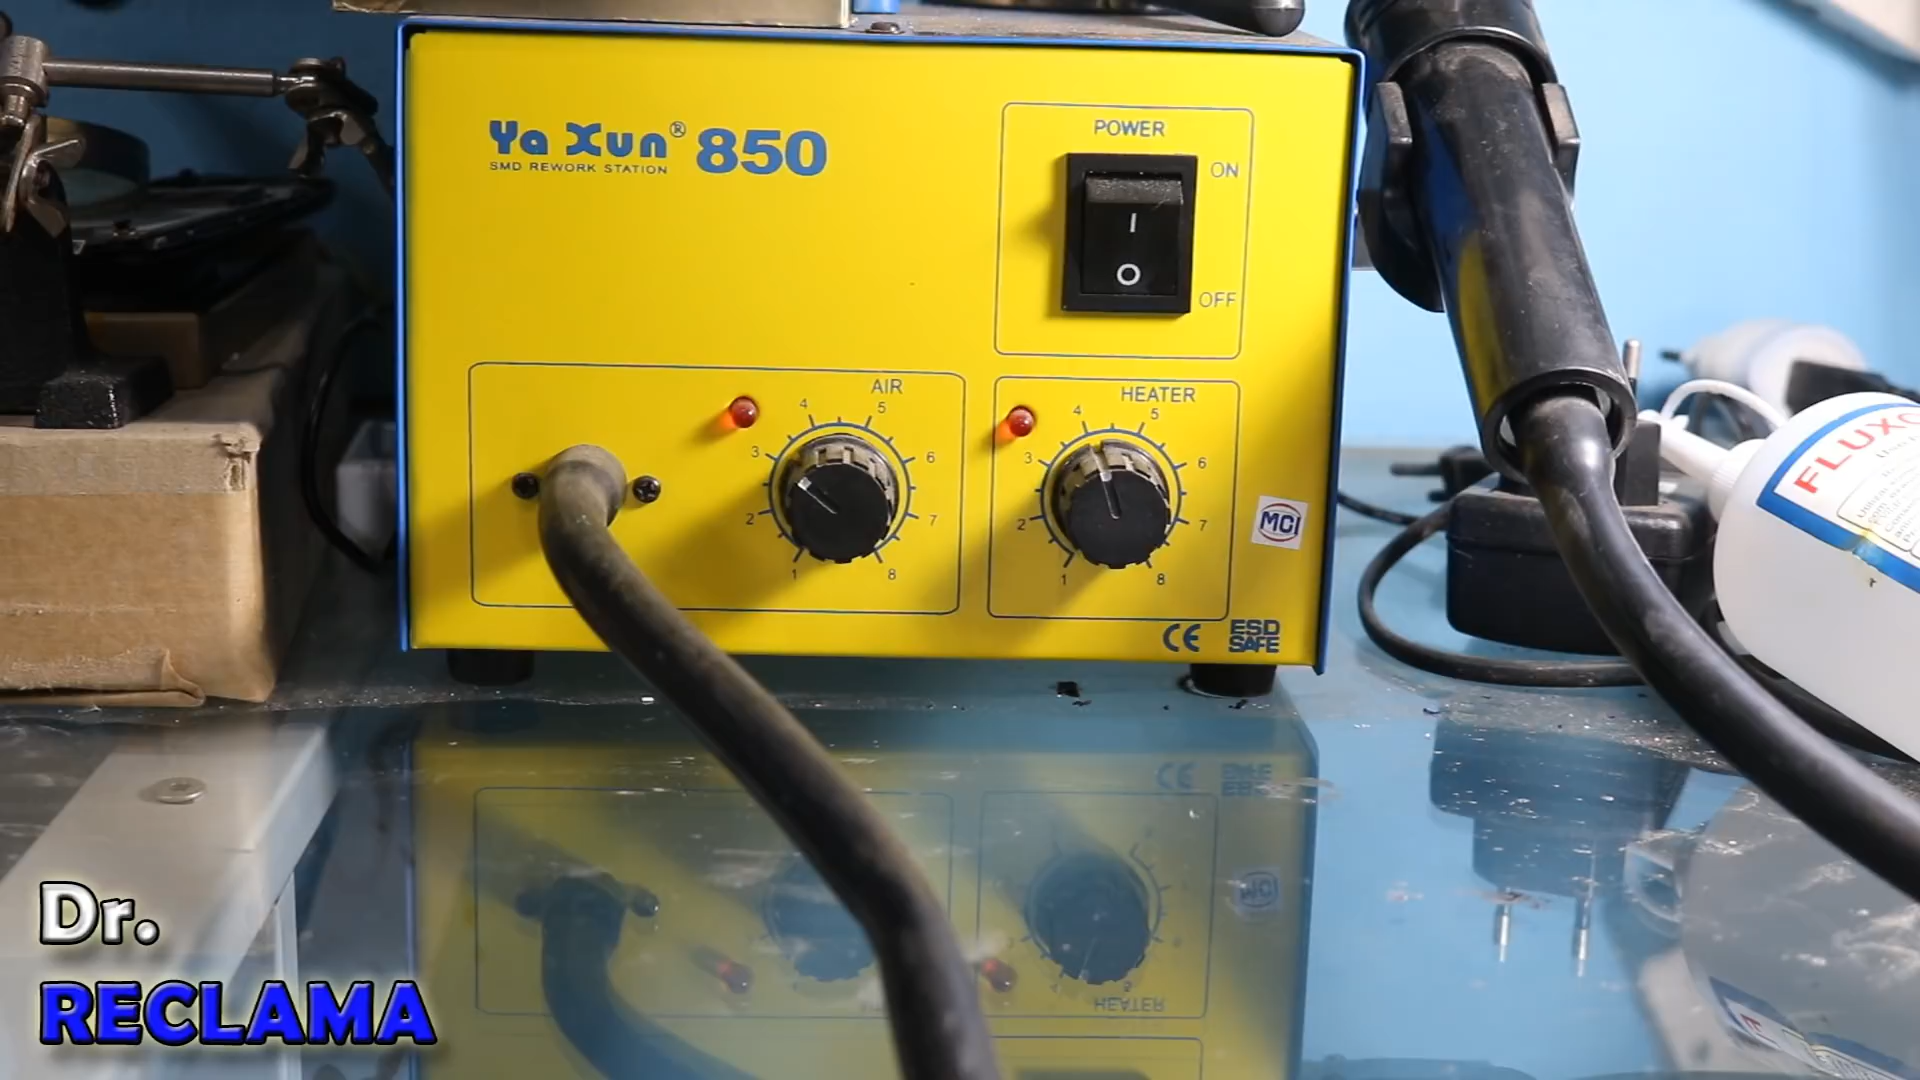 Ya Xun® 850
SMD REWORK STATION
POWER
ON
I
O
OFF
AIR
1 2 3 4 5 6 7 8
HEATER
1 2 3 4 5 6 7 8
MCI
CE
ESD
SAFE
Dr.
RECLAMA